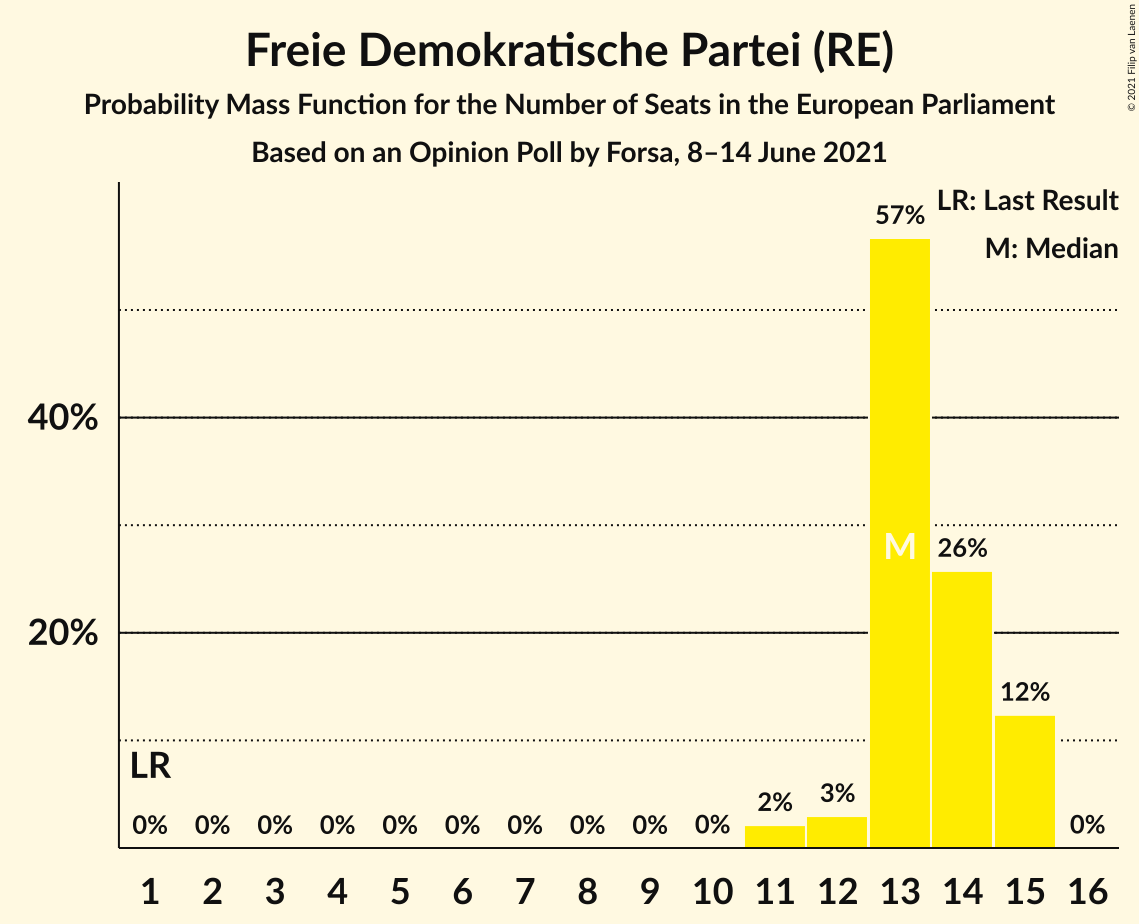 Freie Demokratische Partei (RE)
Probability Mass Function for the Number of Seats in the European Parliament
Based on an Opinion Poll by Forsa, 8–14 June 2021
© 2021 Filip van Laenen
LR: Last Result
M: Median
57%
40%
M
26%
20%
12%
LR
2%
3%
0% 0% 0% 0% 0% 0% 0% 0% 0% 0% 0%
1 2 3 4 5 6 7 8 9 10 11 12 13 14 15 16